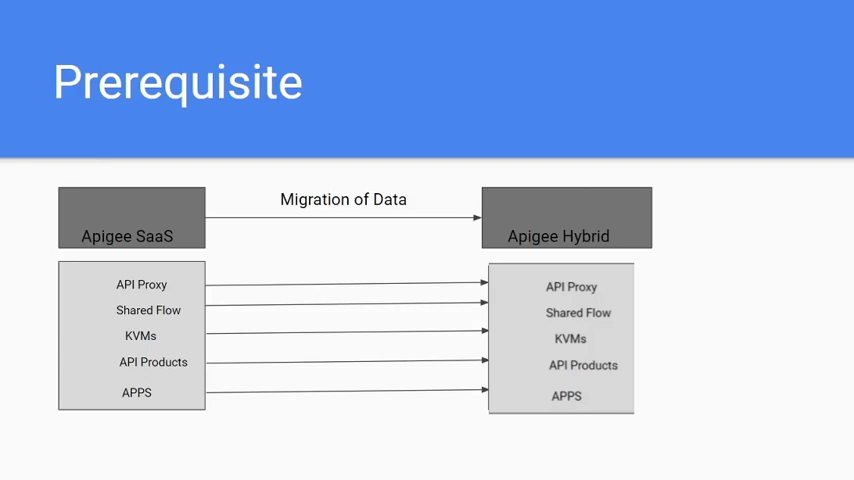 Prerequisite
Migration of Data
Apigee SaaS
Apigee Hybrid
API Proxy
Shared Flow
KVMs
API Products
APPS
API Proxy
Shared Flow
KVMs
API Products
APPS